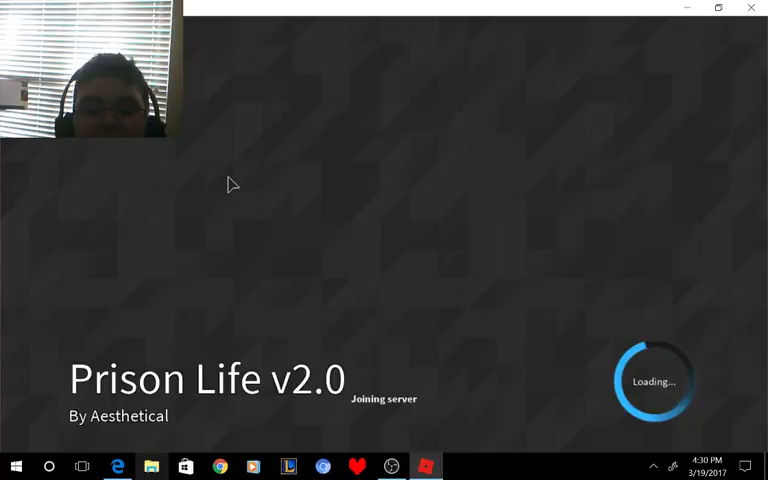 Prison Life v2.0
Joining server
By Aesthetical
Loading...
4:30 PM
3/19/2017